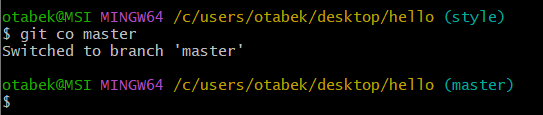 otabek@MSI MINGW64 /c/users/otabek/desktop/hello (style)
$ git co master
Switched to branch 'master'
otabek@MSI MINGW64 /c/users/otabek/desktop/hello (master)
$